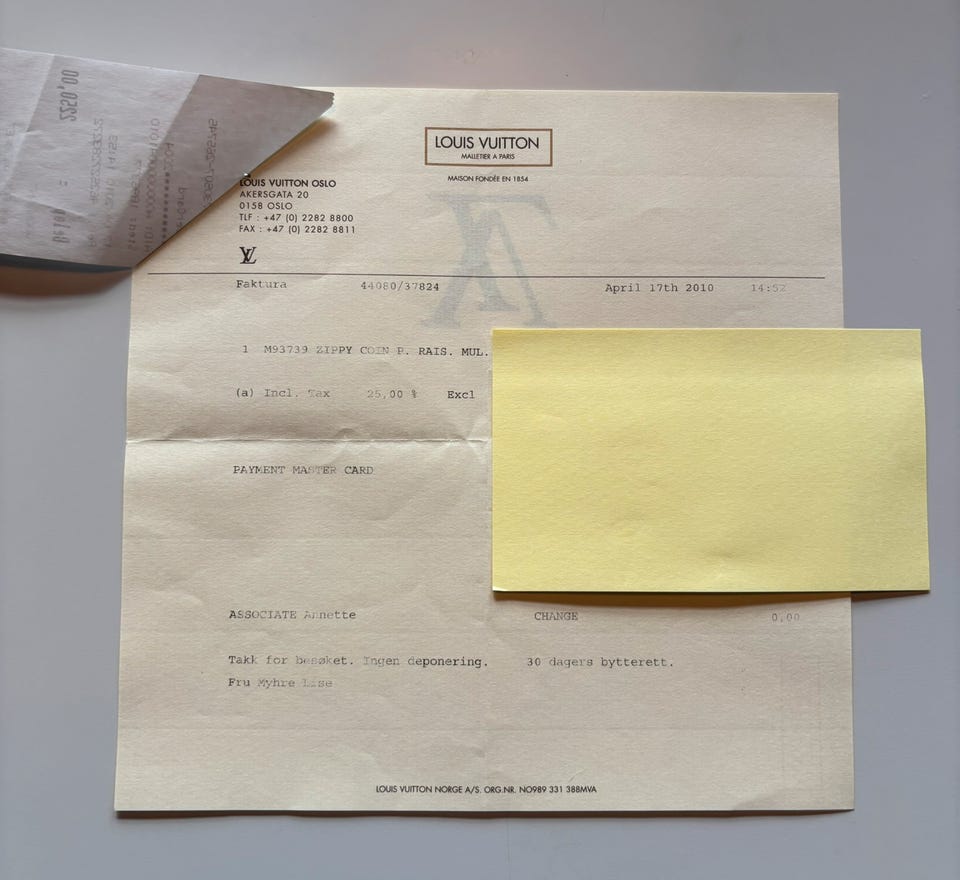 LOUIS VUITTON
MALLETIER A PARIS
MAISON FONDÉE EN 1854
LOUIS VUITTON OSLO
AKERSGATA 20
0158 OSLO
TLF : +47 (0) 2282 8800
FAX : +47 (0) 2282 8811
LV
Faktura 44080/37824 April 17th 2010 14:52
1 M93739 ZIPPY COIN P. RAIS. MUL.
(a) Incl. Tax 25,00 % Excl
PAYMENT MASTER CARD
ASSOCIATE Annette CHANGE 0,00
Takk for besøket. Ingen deponering. 30 dagers bytterett.
Fru Myhre Lise
LOUIS VUITTON NORGE A/S. ORG.NR. NO989 331 388MVA
2250,00